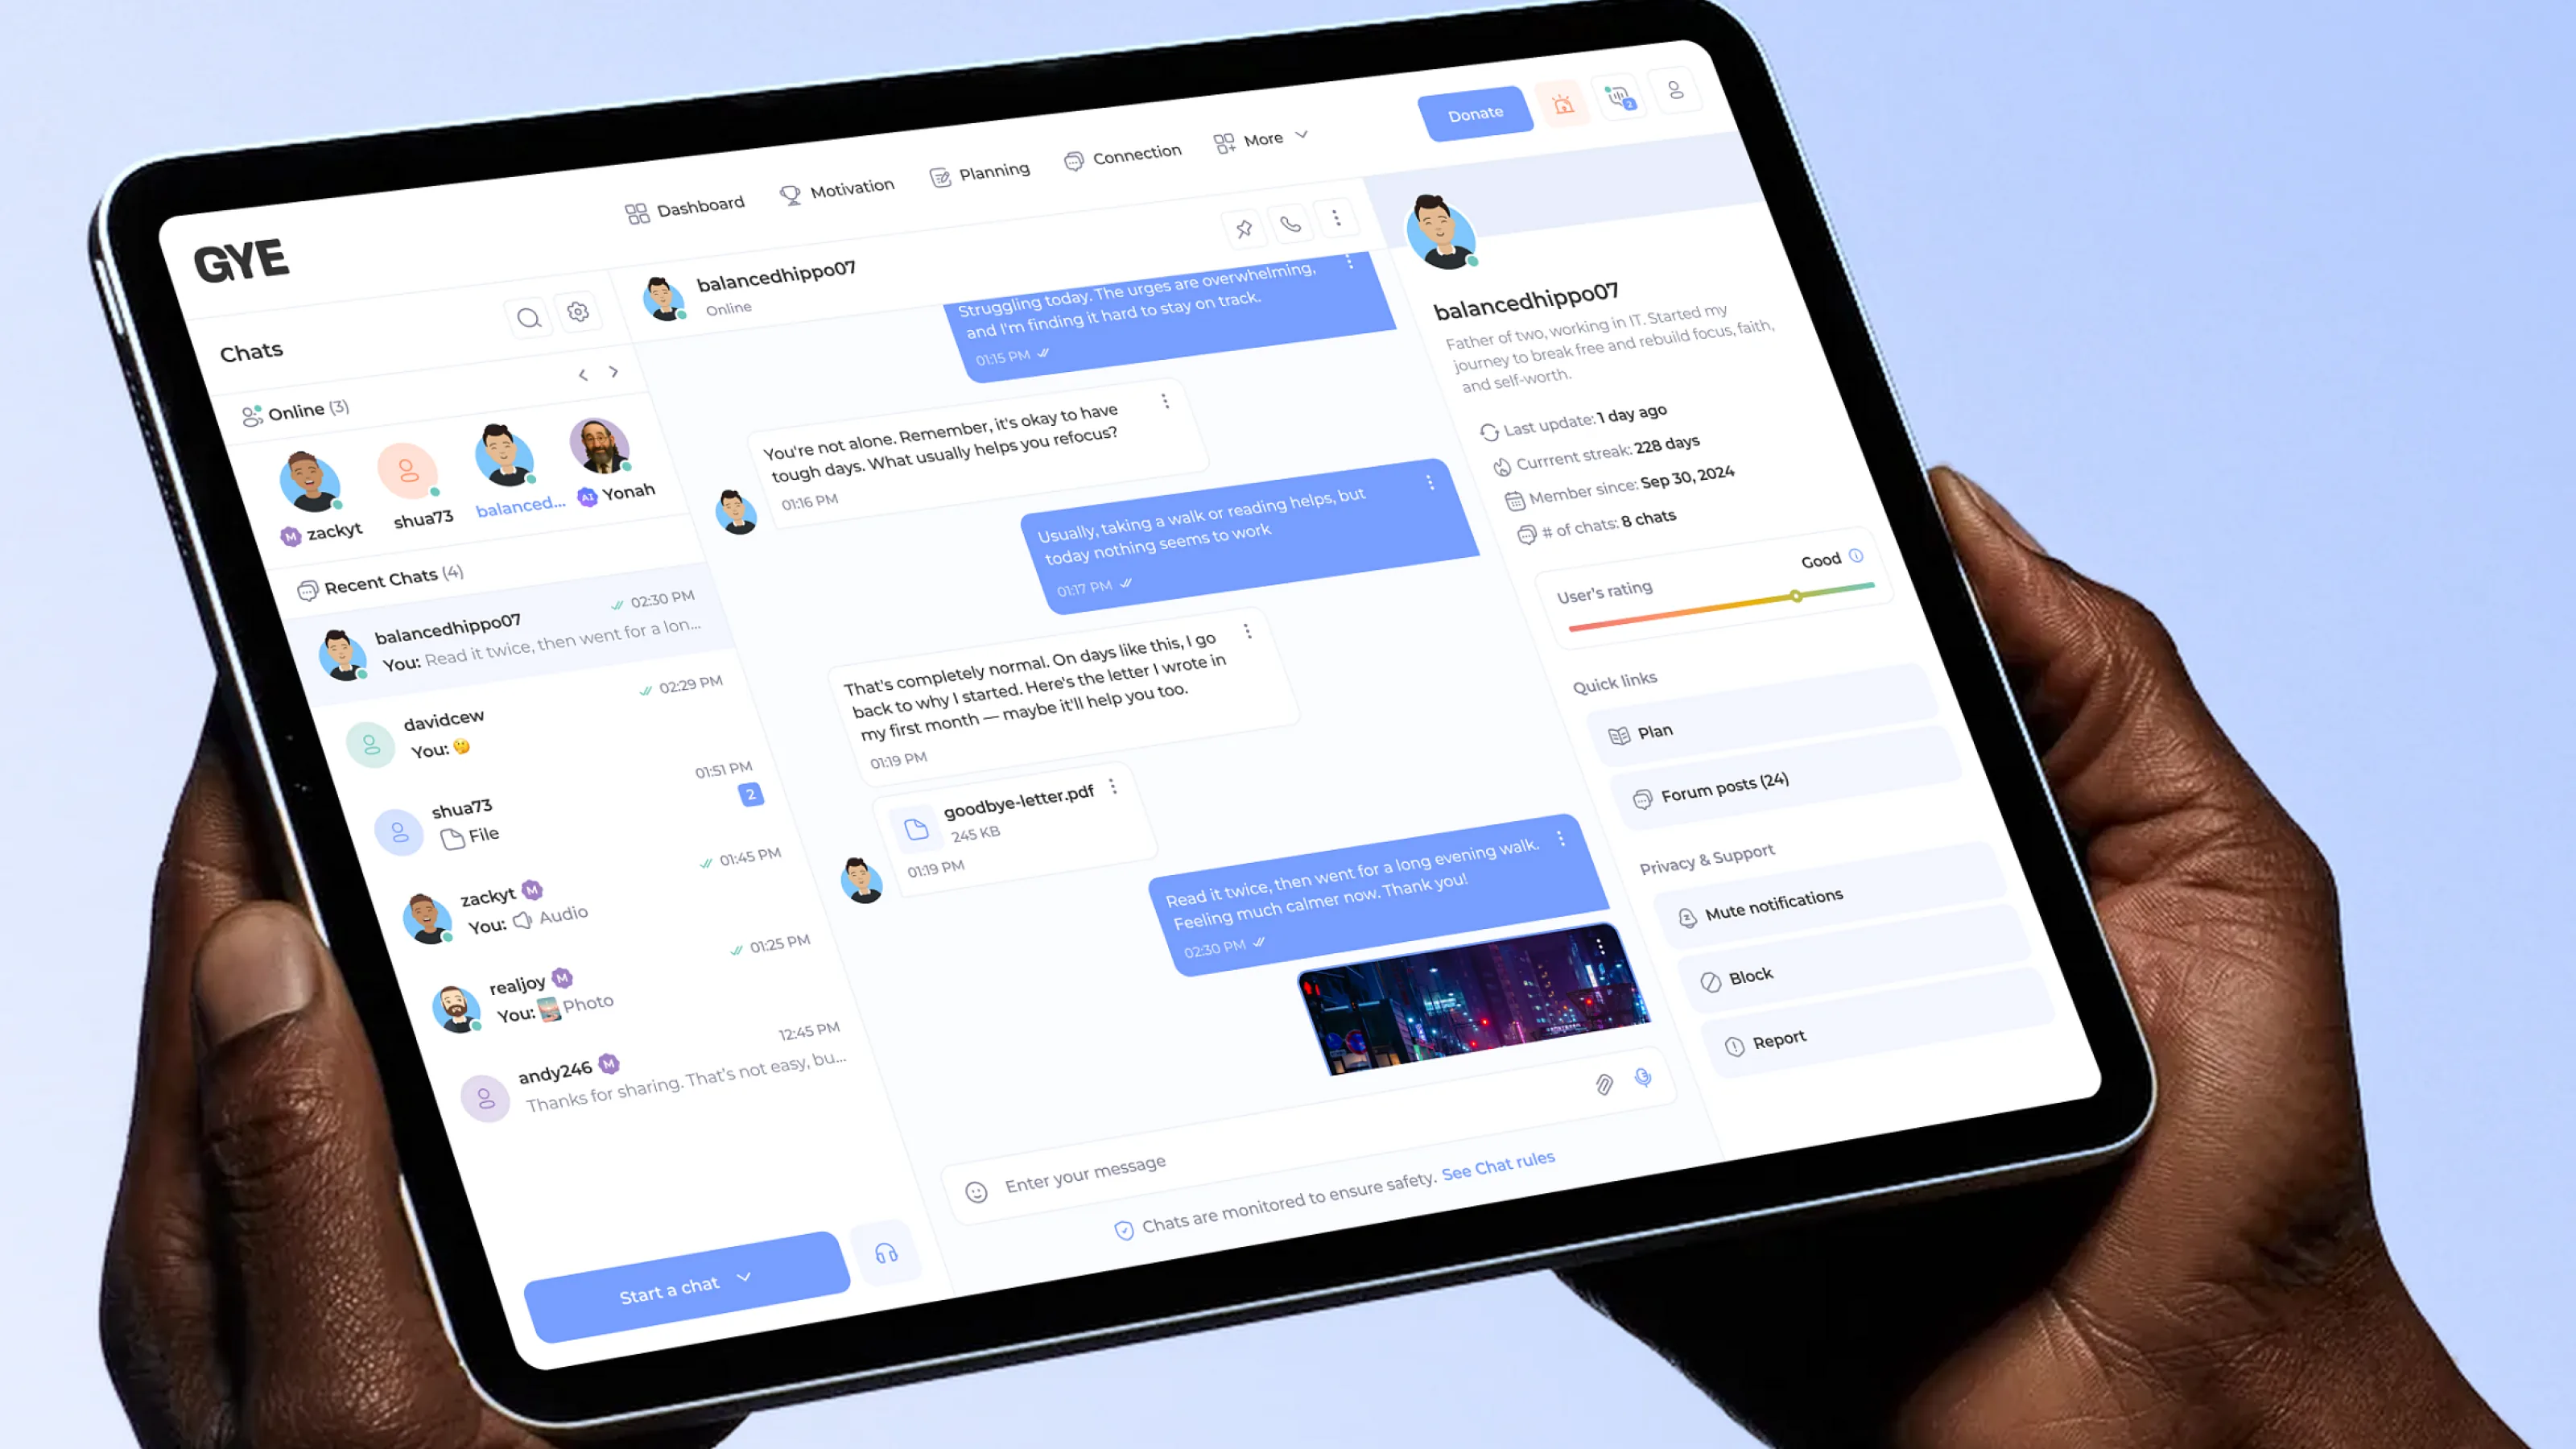 GYE
Dashboard
Motivation
Planning
Connection
More
Donate
2
Chats
Online (3)
zackyt
M
shua73
balanced...
AI
Yonah
Recent Chats (4)
balancedhippo07
02:30 PM
You: Read it twice, then went for a lon...
davidcew
02:29 PM
You:
shua73
01:51 PM
File
2
zackyt
M
01:45 PM
You: Audio
realjoy
M
01:25 PM
You: Photo
andy246
M
12:45 PM
Thanks for sharing. That's not easy, bu...
Start a chat
balancedhippo07
Online
Struggling today. The urges are overwhelming,
and I'm finding it hard to stay on track.
01:15 PM
You're not alone. Remember, it's okay to have
tough days. What usually helps you refocus?
01:16 PM
Usually, taking a walk or reading helps, but
today nothing seems to work
01:17 PM
That's completely normal. On days like this, I go
back to why I started. Here's the letter I wrote in
my first month — maybe it'll help you too.
01:19 PM
goodbye-letter.pdf
245 KB
01:19 PM
Read it twice, then went for a long evening walk.
Feeling much calmer now. Thank you!
02:30 PM
Enter your message
Chats are monitored to ensure safety. See Chat rules
balancedhippo07
Father of two, working in IT. Started my
journey to break free and rebuild focus, faith,
and self-worth.
Last update: 1 day ago
Currrent streak: 228 days
Member since: Sep 30, 2024
# of chats: 8 chats
User's rating
Good
Quick links
Plan
Forum posts (24)
Privacy & Support
Mute notifications
Block
Report